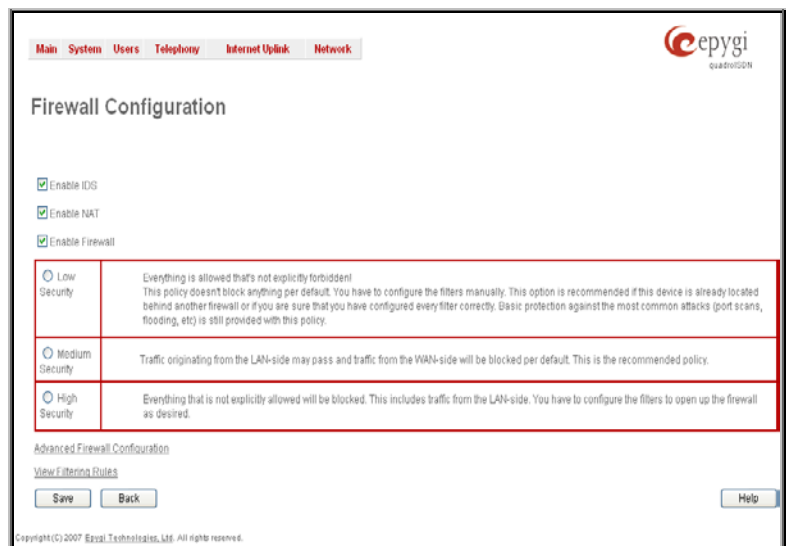 Main System Users Telephony Internet Uplink Network
epygi
quadroISDN
Firewall Configuration
Enable IDS
Enable NAT
Enable Firewall
Low Security
Everything is allowed that's not explicitly forbidden!
This policy doesn't block anything per default. You have to configure the filters manually. This option is recommended if this device is already located
behind another firewall or if you are sure that you have configured every filter correctly. Basic protection against the most common attacks (port scans,
flooding, etc) is still provided with this policy.
Medium Security
Traffic originating from the LAN-side may pass and traffic from the WAN-side will be blocked per default. This is the recommended policy.
High Security
Everything that is not explicitly allowed will be blocked. This includes traffic from the LAN-side. You have to configure the filters to open up the firewall
as desired.
Advanced Firewall Configuration
View Filtering Rules
Save Back Help
Copyright (C) 2007 Epygi Technologies, Ltd. All rights reserved.